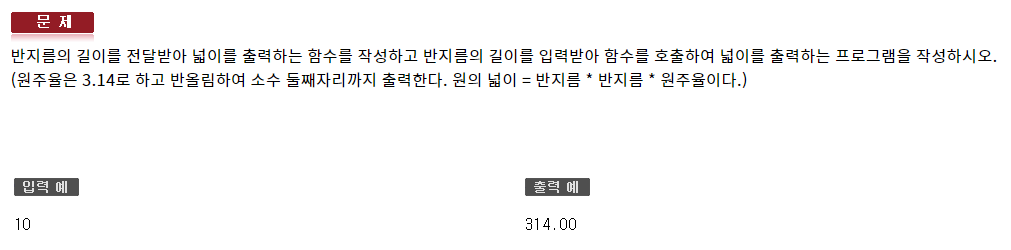 문 제
반지름의 길이를 전달받아 넓이를 출력하는 함수를 작성하고 반지름의 길이를 입력받아 함수를 호출하여 넓이를 출력하는 프로그램을 작성하시오.
(원주율은 3.14로 하고 반올림하여 소수 둘째자리까지 출력한다. 원의 넓이 = 반지름 * 반지름 * 원주율이다.)
입력 예
출력 예
10
314.00